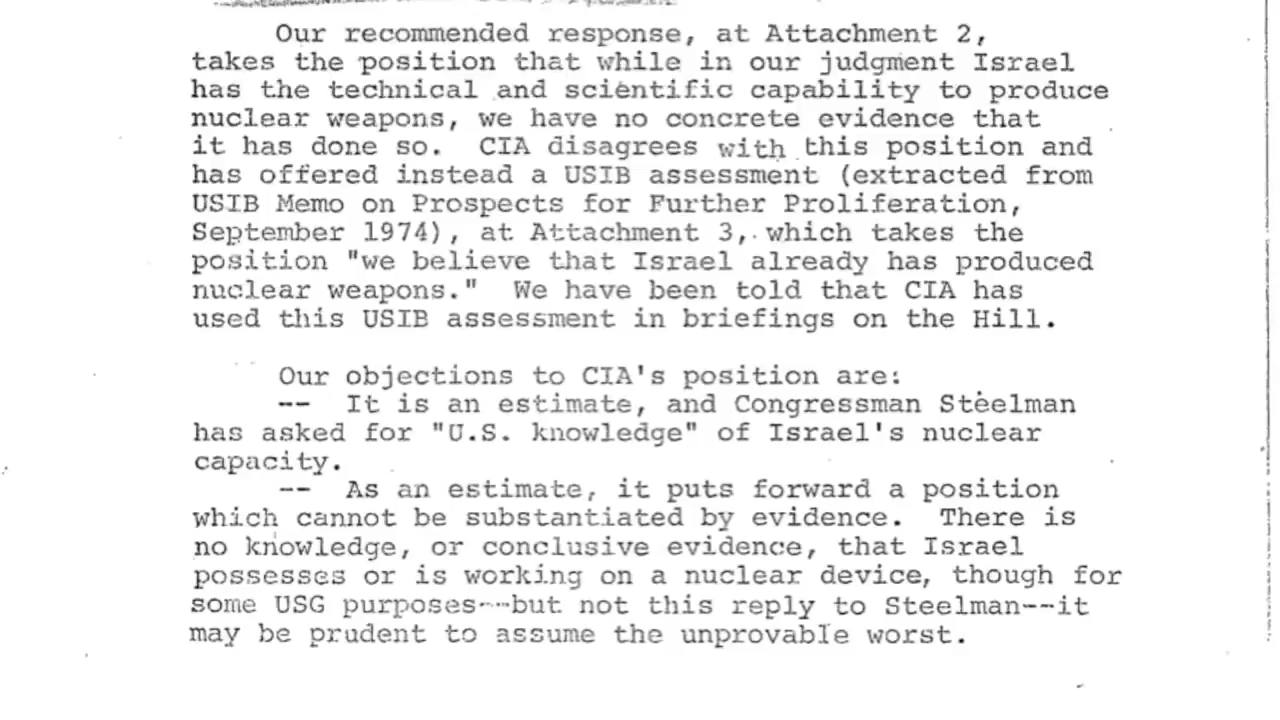 Our recommended response, at Attachment 2,
takes the position that while in our judgment Israel
has the technical and scientific capability to produce
nuclear weapons, we have no concrete evidence that
it has done so. CIA disagrees with this position and
has offered instead a USIB assessment (extracted from
USIB Memo on Prospects for Further Proliferation,
September 1974), at Attachment 3, which takes the
position "we believe that Israel already has produced
nuclear weapons." We have been told that CIA has
used this USIB assessment in briefings on the Hill.
Our objections to CIA's position are:
-- It is an estimate, and Congressman Steelman
has asked for "U.S. knowledge" of Israel's nuclear
capacity.
-- As an estimate, it puts forward a position
which cannot be substantiated by evidence. There is
no knowledge, or conclusive evidence, that Israel
possesses or is working on a nuclear device, though for
some USG purposes--but not this reply to Steelman--it
may be prudent to assume the unprovable worst.